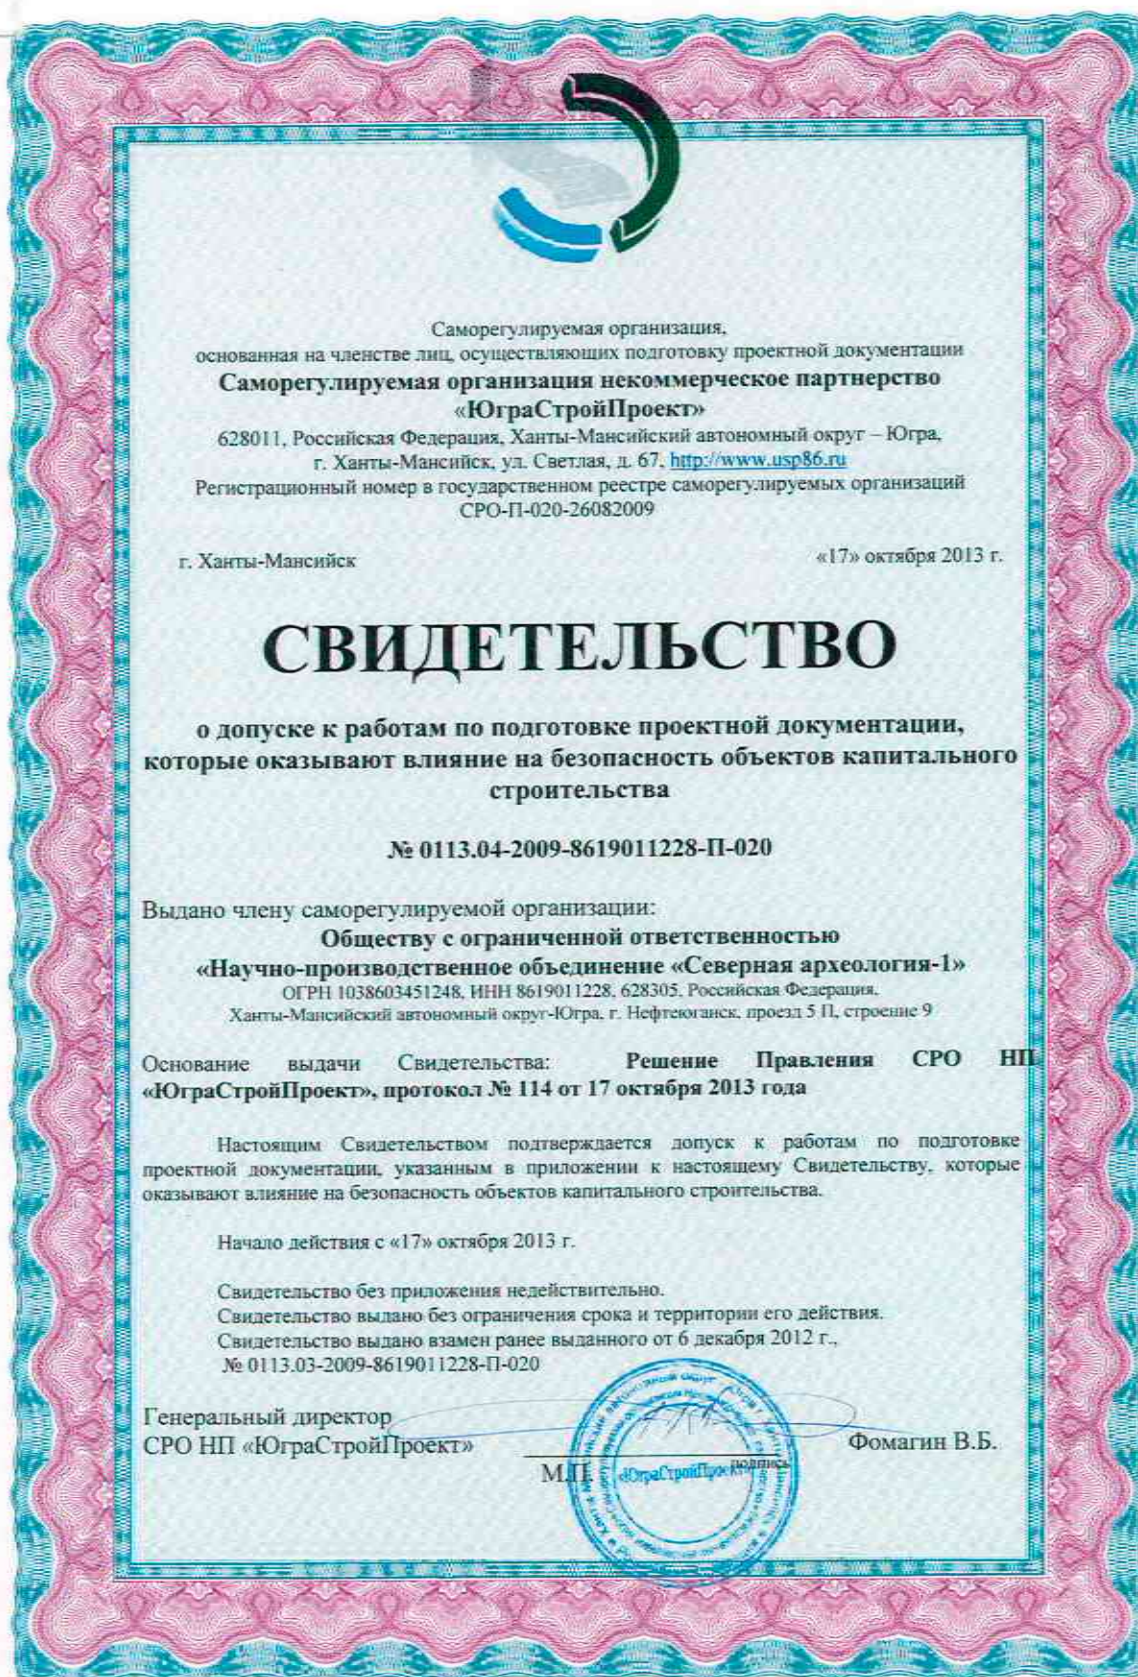 Саморегулируемая организация,
основанная на членстве лиц, осуществляющих подготовку проектной документации
Саморегулируемая организация некоммерческое партнерство
«ЮграСтройПроект»
628011, Российская Федерация, Ханты-Мансийский автономный округ – Югра,
г. Ханты-Мансийск, ул. Светлая, д. 67, http://www.usp86.ru
Регистрационный номер в государственном реестре саморегулируемых организаций
СРО-П-020-26082009
г. Ханты-Мансийск «17» октября 2013 г.
СВИДЕТЕЛЬСТВО
о допуске к работам по подготовке проектной документации,
которые оказывают влияние на безопасность объектов капитального
строительства
№ 0113.04-2009-8619011228-П-020
Выдано члену саморегулируемой организации:
Обществу с ограниченной ответственностью
«Научно-производственное объединение «Северная археология-1»
ОГРН 1038603451248, ИНН 8619011228, 628305, Российская Федерация,
Ханты-Мансийский автономный округ-Югра, г. Нефтеюганск, проезд 5 П, строение 9
Основание выдачи Свидетельства: Решение Правления СРО НП
«ЮграСтройПроект», протокол № 114 от 17 октября 2013 года
Настоящим Свидетельством подтверждается допуск к работам по подготовке
проектной документации, указанным в приложении к настоящему Свидетельству, которые
оказывают влияние на безопасность объектов капитального строительства.
Начало действия с «17» октября 2013 г.
Свидетельство без приложения недействительно.
Свидетельство выдано без ограничения срока и территории его действия.
Свидетельство выдано взамен ранее выданного от 6 декабря 2012 г.,
№ 0113.03-2009-8619011228-П-020
Генеральный директор
СРО НП «ЮграСтройПроект» Фомагин В.Б.
М.П. подпись
«ЮграСтройПроект»